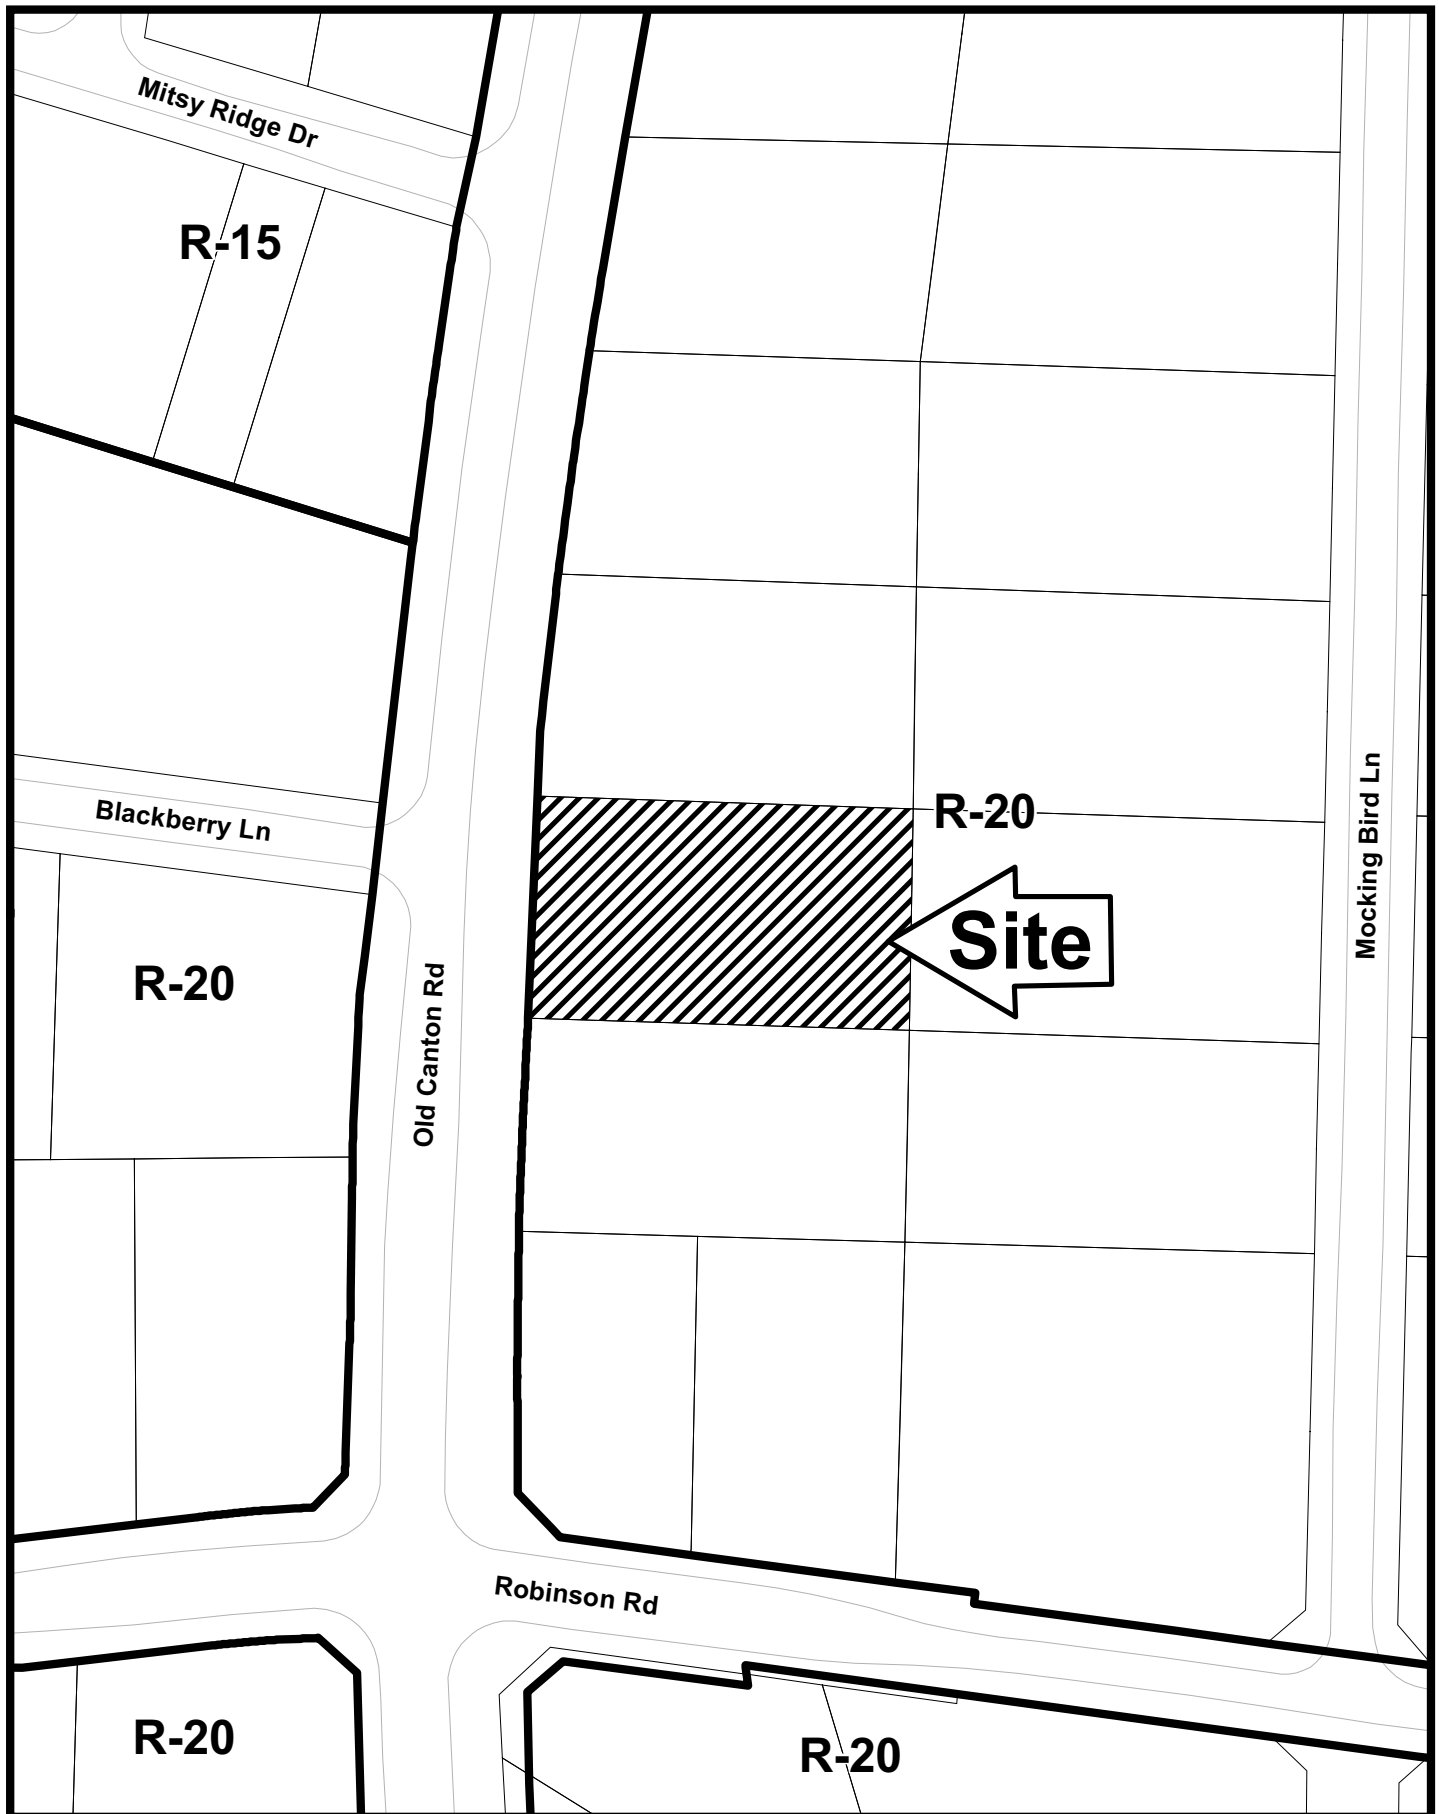 Mitsy Ridge Dr
R-15
Blackberry Ln
R-20
Mocking Bird Ln
Site
R-20
Old Canton Rd
Robinson Rd
R-20
R-20